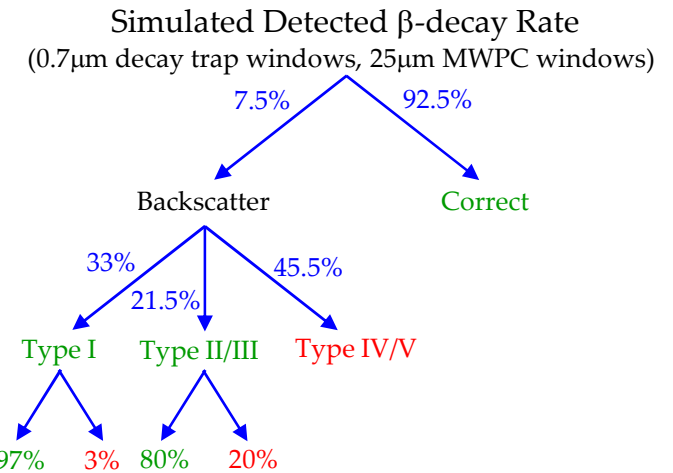 Simulated Detected β-decay Rate
(0.7μm decay trap windows, 25μm MWPC windows)
7.5% 92.5%
Backscatter Correct
33% 21.5% 45.5%
Type I Type II/III Type IV/V
97% 3% 80% 20%